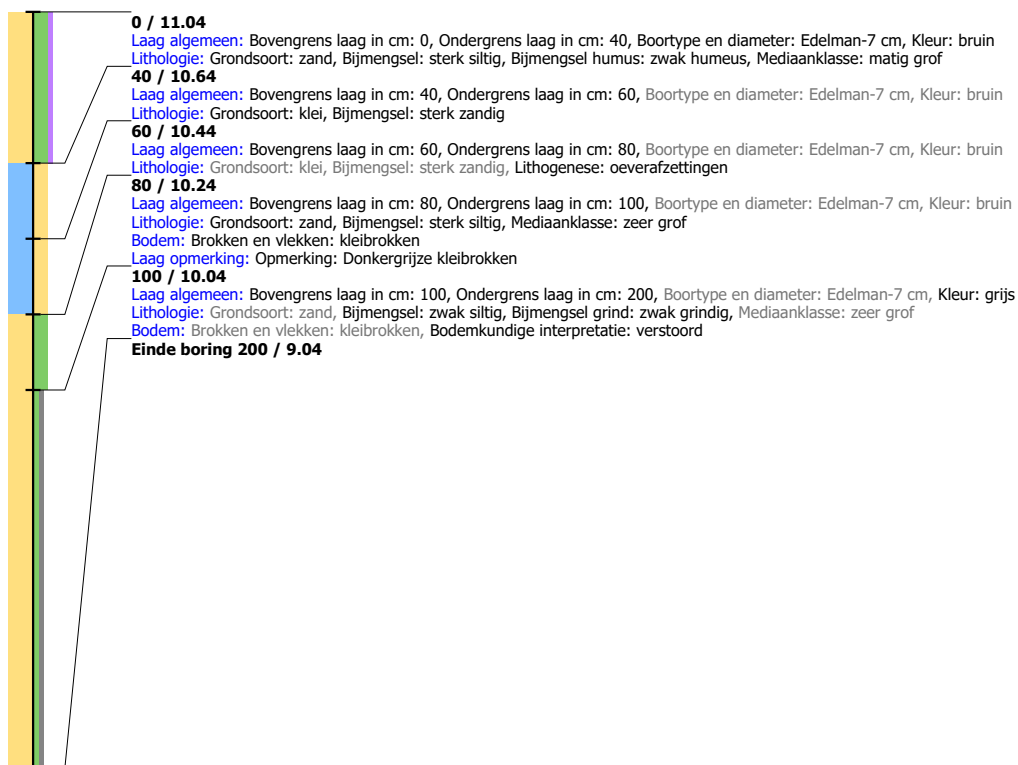 0 / 11.04
Laag algemeen: Bovengrens laag in cm: 0, Ondergrens laag in cm: 40, Boortype en diameter: Edelman-7 cm, Kleur: bruin
Lithologie: Grondsoort: zand, Bijmengsel: sterk siltig, Bijmengsel humus: zwak humeus, Mediaanklasse: matig grof
40 / 10.64
Laag algemeen: Bovengrens laag in cm: 40, Ondergrens laag in cm: 60, Boortype en diameter: Edelman-7 cm, Kleur: bruin
Lithologie: Grondsoort: klei, Bijmengsel: sterk zandig
60 / 10.44
Laag algemeen: Bovengrens laag in cm: 60, Ondergrens laag in cm: 80, Boortype en diameter: Edelman-7 cm, Kleur: bruin
Lithologie: Grondsoort: klei, Bijmengsel: sterk zandig, Lithogenese: oeverafzettingen
80 / 10.24
Laag algemeen: Bovengrens laag in cm: 80, Ondergrens laag in cm: 100, Boortype en diameter: Edelman-7 cm, Kleur: bruin
Lithologie: Grondsoort: zand, Bijmengsel: sterk siltig, Mediaanklasse: zeer grof
Bodem: Brokken en vlekken: kleibrokken
Laag opmerking: Opmerking: Donkergrijze kleibrokken
100 / 10.04
Laag algemeen: Bovengrens laag in cm: 100, Ondergrens laag in cm: 200, Boortype en diameter: Edelman-7 cm, Kleur: grijs
Lithologie: Grondsoort: zand, Bijmengsel: zwak siltig, Bijmengsel grind: zwak grindig, Mediaanklasse: zeer grof
Bodem: Brokken en vlekken: kleibrokken, Bodemkundige interpretatie: verstoord
Einde boring 200 / 9.04